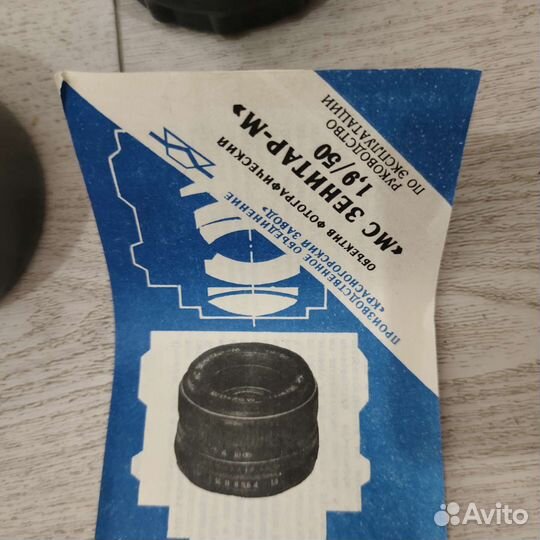 ПРОИЗВОДСТВЕННОЕ ОБЪЕДИНЕНИЕ
«КРАСНОГОРСКИЙ ЗАВОД»
ОБЪЕКТИВ ФОТОГРАФИЧЕСКИЙ
«МС ЗЕНИТАР-М»
1,9/50
РУКОВОДСТВО
ПО ЭКСПЛУАТАЦИИ
Avito